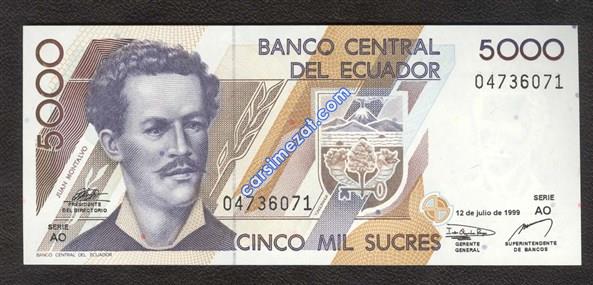 5000
JUAN MONTALVO
PRESIDENTE
DEL DIRECTORIO
SERIE
AO
BANCO CENTRAL DEL ECUADOR
BANCO CENTRAL
DEL ECUADOR
5000
04736071
carsimezat.com
04736071
12 de julio de 1999
SERIE
AO
GERENTE
GENERAL
SUPERINTENDENTE
DE BANCOS
CINCO MIL SUCRES